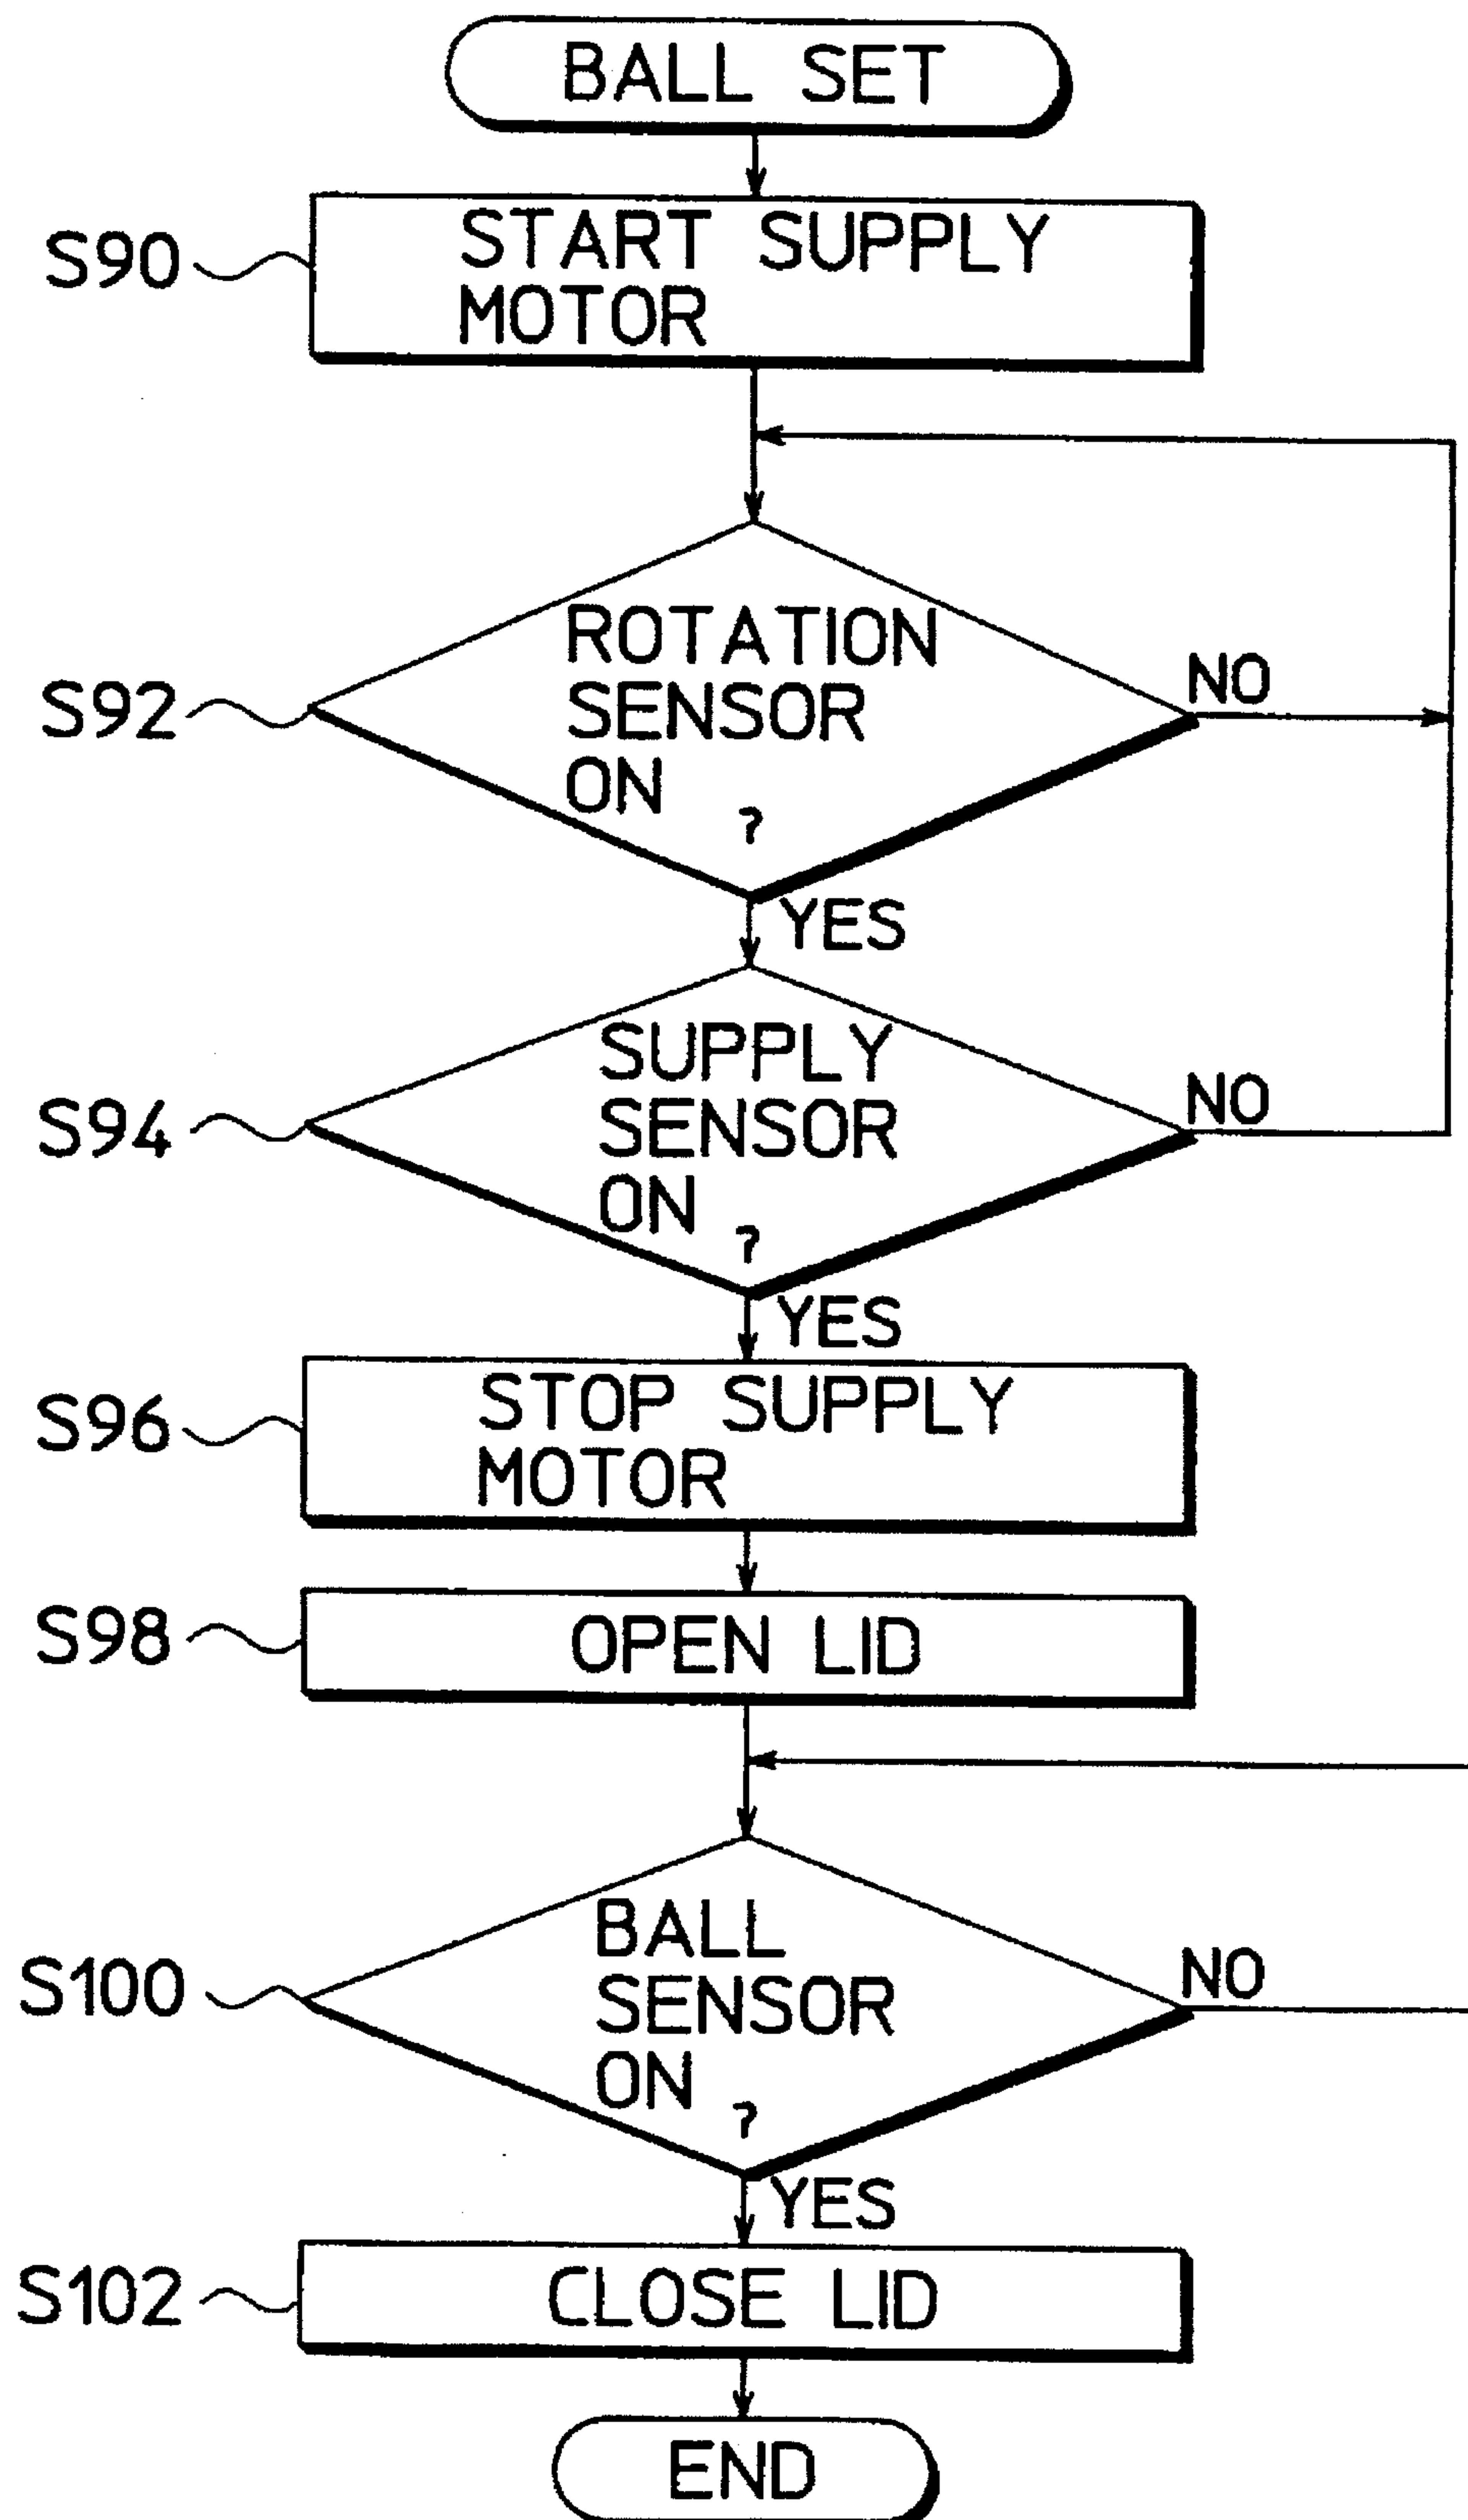 BALL SET
S90
START SUPPLY
MOTOR
S92
ROTATION
SENSOR
ON
?
NO
YES
S94
SUPPLY
SENSOR
ON
?
NO
YES
S96
STOP SUPPLY
MOTOR
S98
OPEN LID
S100
BALL
SENSOR
ON
?
NO
YES
S102
CLOSE LID
END